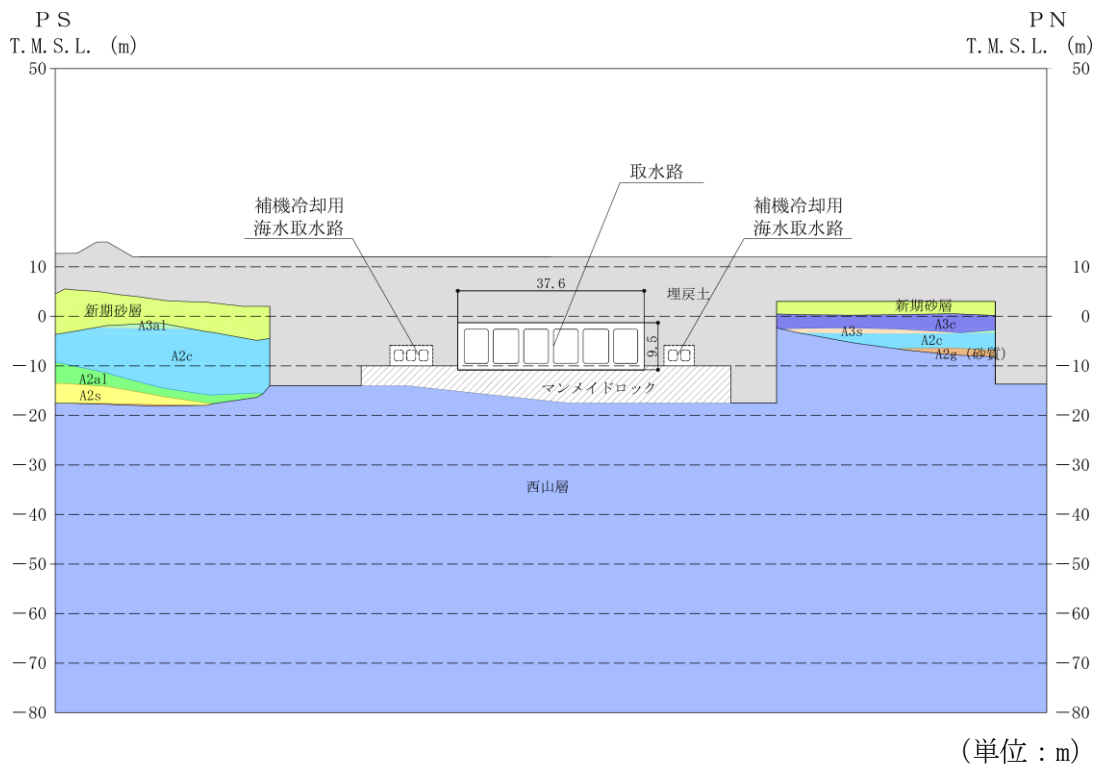 ＰＳ
T.M.S.L. (m)
ＰＮ
T.M.S.L. (m)
50
50
取水路
補機冷却用
海水取水路
補機冷却用
海水取水路
10
10
37.6
埋戻土
新期砂層
新期砂層
0
0
A3al
A3c
A3s
A2c
A2c
9.5
A2g (砂質)
-10
-10
A2al
マンメイドロック
A2s
-20
-20
-30
-30
西山層
-40
-40
-50
-50
-60
-60
-70
-70
-80
-80
(単位：m)